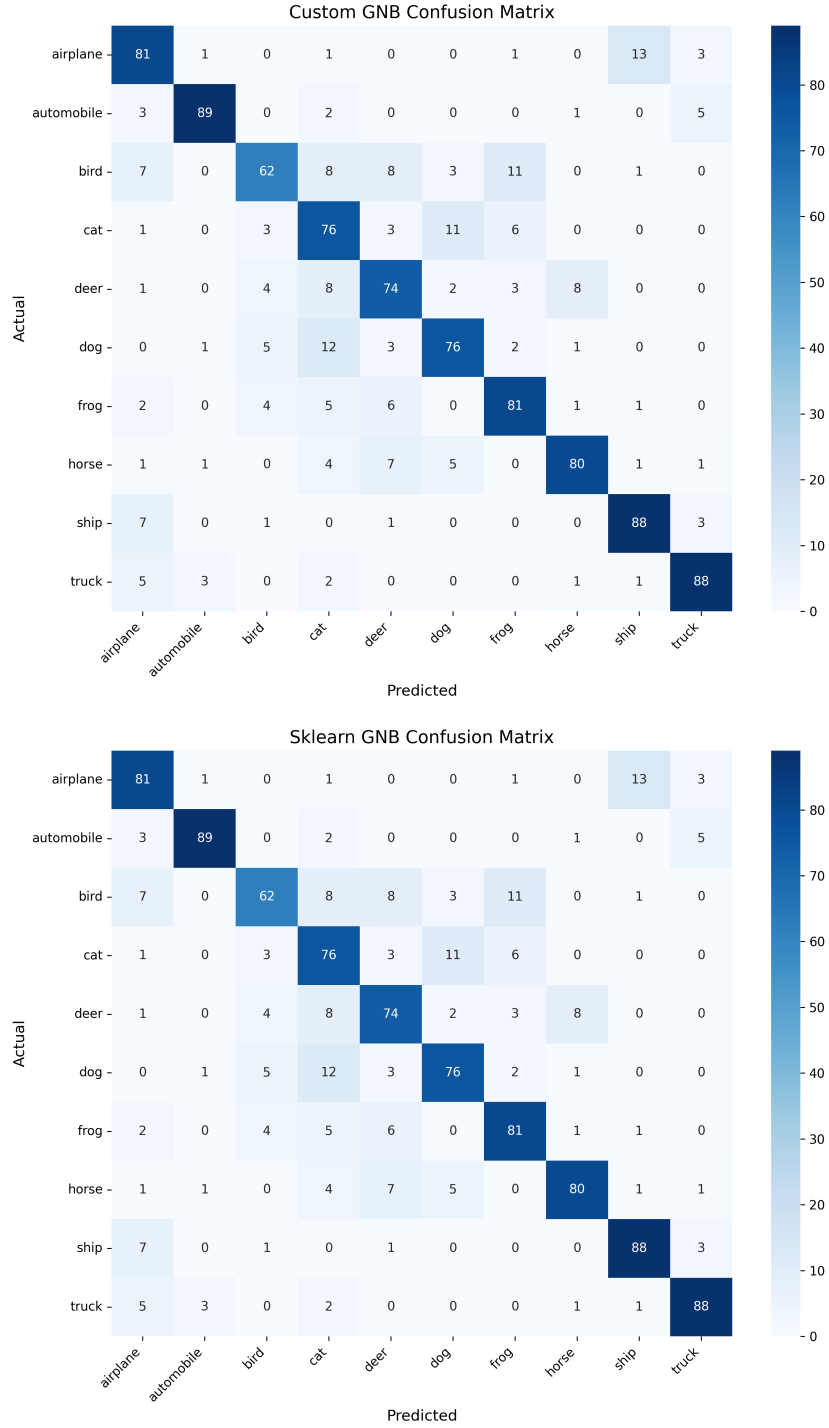 Custom GNB Confusion Matrix
airplane 81 1 0 1 0 0 1 0 13 3
automobile 3 89 0 2 0 0 0 1 0 5
bird 7 0 62 8 8 3 11 0 1 0
cat 1 0 3 76 3 11 6 0 0 0
deer 1 0 4 8 74 2 3 8 0 0
dog 0 1 5 12 3 76 2 1 0 0
frog 2 0 4 5 6 0 81 1 1 0
horse 1 1 0 4 7 5 0 80 1 1
ship 7 0 1 0 1 0 0 0 88 3
truck 5 3 0 2 0 0 0 1 1 88
airplane automobile bird cat deer dog frog horse ship truck
Predicted
Actual
80
70
60
50
40
30
20
10
0
Sklearn GNB Confusion Matrix
airplane 81 1 0 1 0 0 1 0 13 3
automobile 3 89 0 2 0 0 0 1 0 5
bird 7 0 62 8 8 3 11 0 1 0
cat 1 0 3 76 3 11 6 0 0 0
deer 1 0 4 8 74 2 3 8 0 0
dog 0 1 5 12 3 76 2 1 0 0
frog 2 0 4 5 6 0 81 1 1 0
horse 1 1 0 4 7 5 0 80 1 1
ship 7 0 1 0 1 0 0 0 88 3
truck 5 3 0 2 0 0 0 1 1 88
airplane automobile bird cat deer dog frog horse ship truck
Predicted
Actual
80
70
60
50
40
30
20
10
0